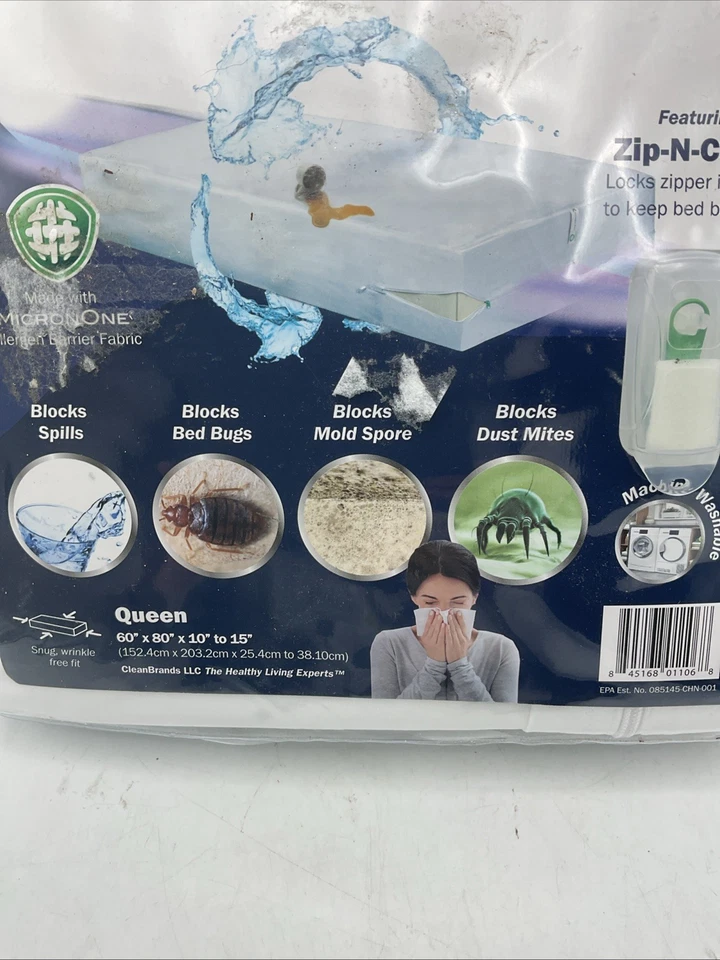 Featuri
Zip-N-C
Locks zipper i
to keep bed b
Made with
MICRONONE
llergen Barrier Fabric
Blocks
Spills
Blocks
Bed Bugs
Blocks
Mold Spore
Blocks
Dust Mites
Machine Washable
Snug, wrinkle
free fit
Queen
60" x 80" x 10" to 15"
(152.4cm x 203.2cm x 25.4cm to 38.10cm)
CleanBrands LLC The Healthy Living Experts™
8 45168 01106 8
EPA Est. No. 085145-CHN-001